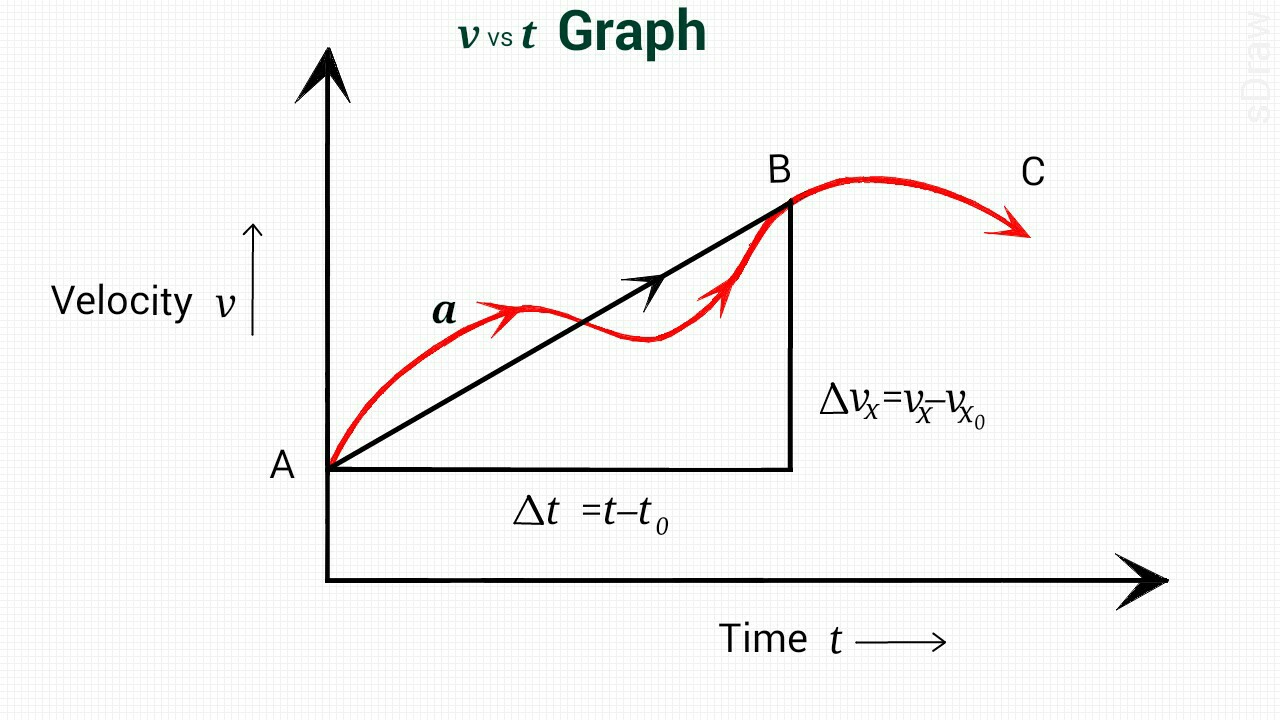 v vs t Graph
sDraw
B
C
a
Velocity v
Δvₓ=vₓ–vₓ₀
A
Δt =t–t₀
Time t